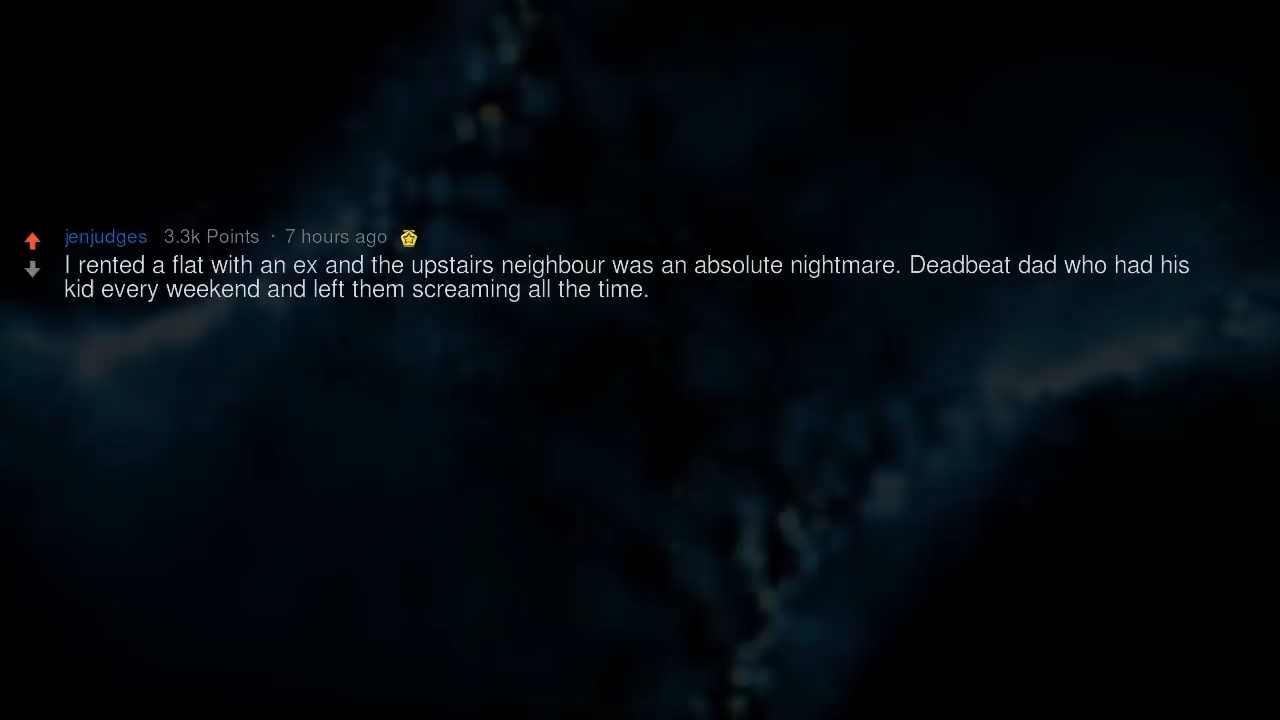 jenjudges 3.3k Points · 7 hours ago
I rented a flat with an ex and the upstairs neighbour was an absolute nightmare. Deadbeat dad who had his
kid every weekend and left them screaming all the time.